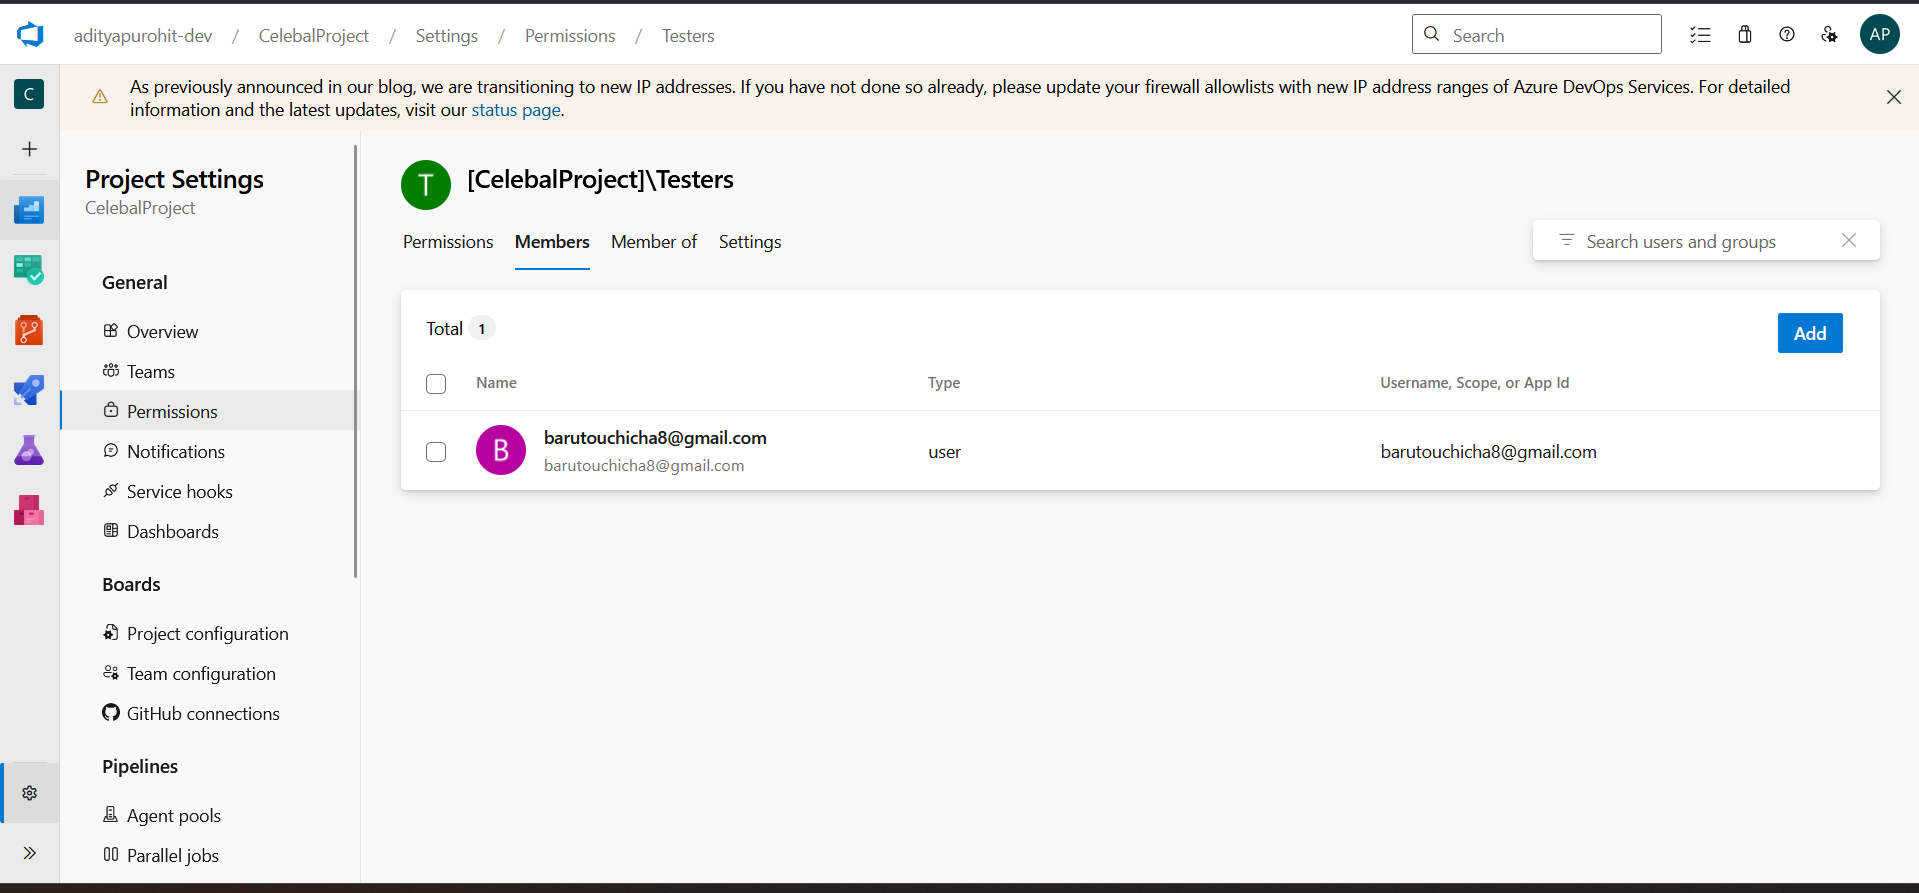 adityapurohit-dev / CelebalProject / Settings / Permissions / Testers
Search
AP
C
As previously announced in our blog, we are transitioning to new IP addresses. If you have not done so already, please update your firewall allowlists with new IP address ranges of Azure DevOps Services. For detailed
information and the latest updates, visit our status page.
Project Settings
CelebalProject
General
Overview
Teams
Permissions
Notifications
Service hooks
Dashboards
Boards
Project configuration
Team configuration
GitHub connections
Pipelines
Agent pools
Parallel jobs
T
[CelebalProject]\Testers
Permissions Members Member of Settings
Search users and groups
Total 1
Add
Name Type Username, Scope, or App Id
B
barutouchicha8@gmail.com
barutouchicha8@gmail.com
user
barutouchicha8@gmail.com